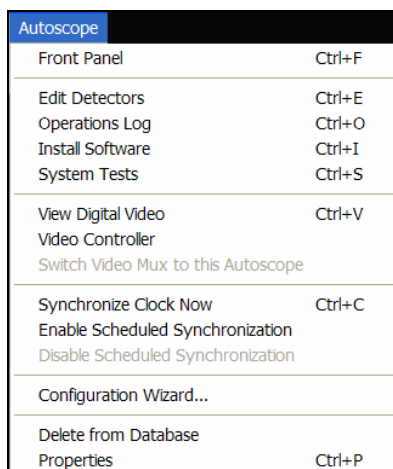 Autoscope
Front Panel Ctrl+F
Edit Detectors Ctrl+E
Operations Log Ctrl+O
Install Software Ctrl+I
System Tests Ctrl+S
View Digital Video Ctrl+V
Video Controller
Switch Video Mux to this Autoscope
Synchronize Clock Now Ctrl+C
Enable Scheduled Synchronization
Disable Scheduled Synchronization
Configuration Wizard...
Delete from Database
Properties Ctrl+P